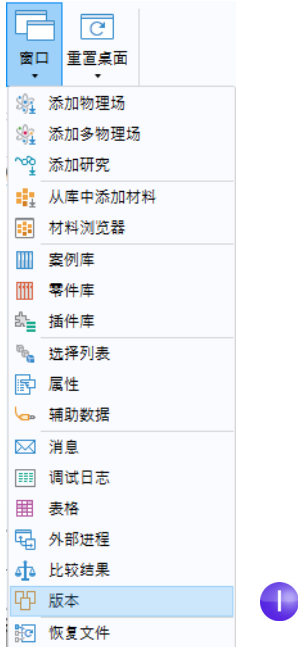 窗口
重置桌面
添加物理场
添加多物理场
添加研究
从库中添加材料
材料浏览器
案例库
零件库
插件库
选择列表
属性
辅助数据
消息
调试日志
表格
外部进程
比较结果
版本
恢复文件